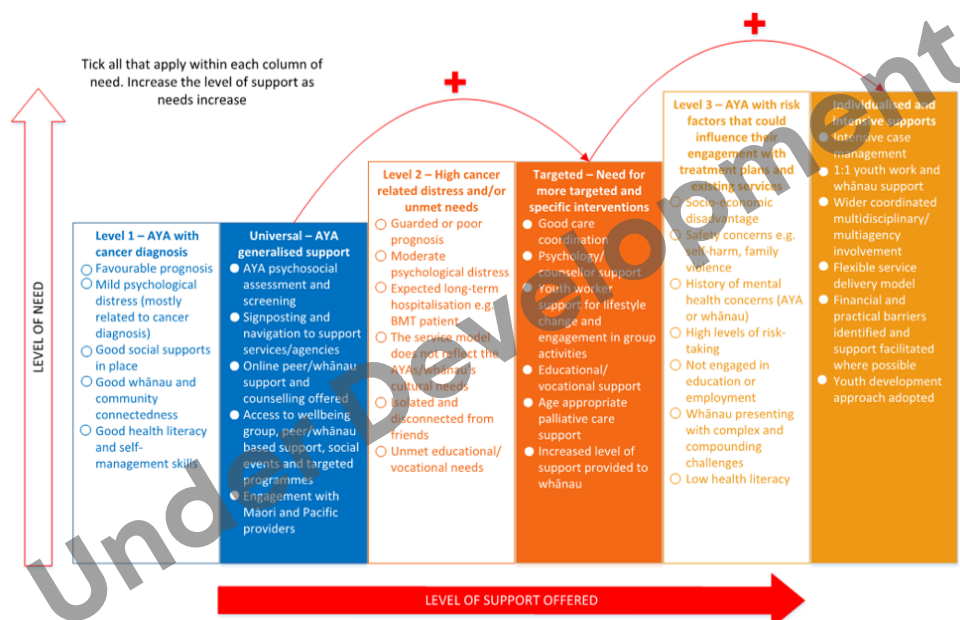 Tick all that apply within each column of
need. Increase the level of support as
needs increase
LEVEL OF NEED
Level 1 – AYA with
cancer diagnosis
Favourable prognosis
Mild psychological
distress (mostly
related to cancer
diagnosis)
Good social supports
in place
Good whānau and
community
connectedness
Good health literacy
and self-
management skills
Universal – AYA
generalised support
AYA psychosocial
assessment and
screening
Signposting and
navigation to support
services/agencies
Online peer/whānau
support and
counselling offered
Access to wellbeing
group, peer/whānau
based support, social
events and targeted
programmes
Engagement with
Māori and Pacific
providers
Level 2 – High cancer
related distress and/or
unmet needs
Guarded or poor
prognosis
Moderate
psychological distress
Expected long-term
hospitalisation e.g.
BMT patient
The service model
does not reflect the
AYAs/whānau's
cultural needs
Isolated and
disconnected from
friends
Unmet educational/
vocational needs
Targeted – Need for
more targeted and
specific interventions
Good care
coordination
Psychology/
counsellor support
Youth worker
support for lifestyle
change and
engagement in group
activities
Educational/
vocational support
Age appropriate
palliative care
support
Increased level of
support provided to
whānau
Level 3 – AYA with risk
factors that could
influence their
engagement with
treatment plans and
existing services
Socio-economic
disadvantage
Safety concerns e.g.
self-harm, family
violence
History of mental
health concerns (AYA
or whānau)
High levels of risk-
taking
Not engaged in
education or
employment
Whānau presenting
with complex and
compounding
challenges
Low health literacy
Individualised and
intensive supports
Intensive case
management
1:1 youth work and
whānau support
Wider coordinated
multidisciplinary/
multiagency
involvement
Flexible service
delivery model
Financial and
practical barriers
identified and
support facilitated
where possible
Youth development
approach adopted
LEVEL OF SUPPORT OFFERED
Under Development